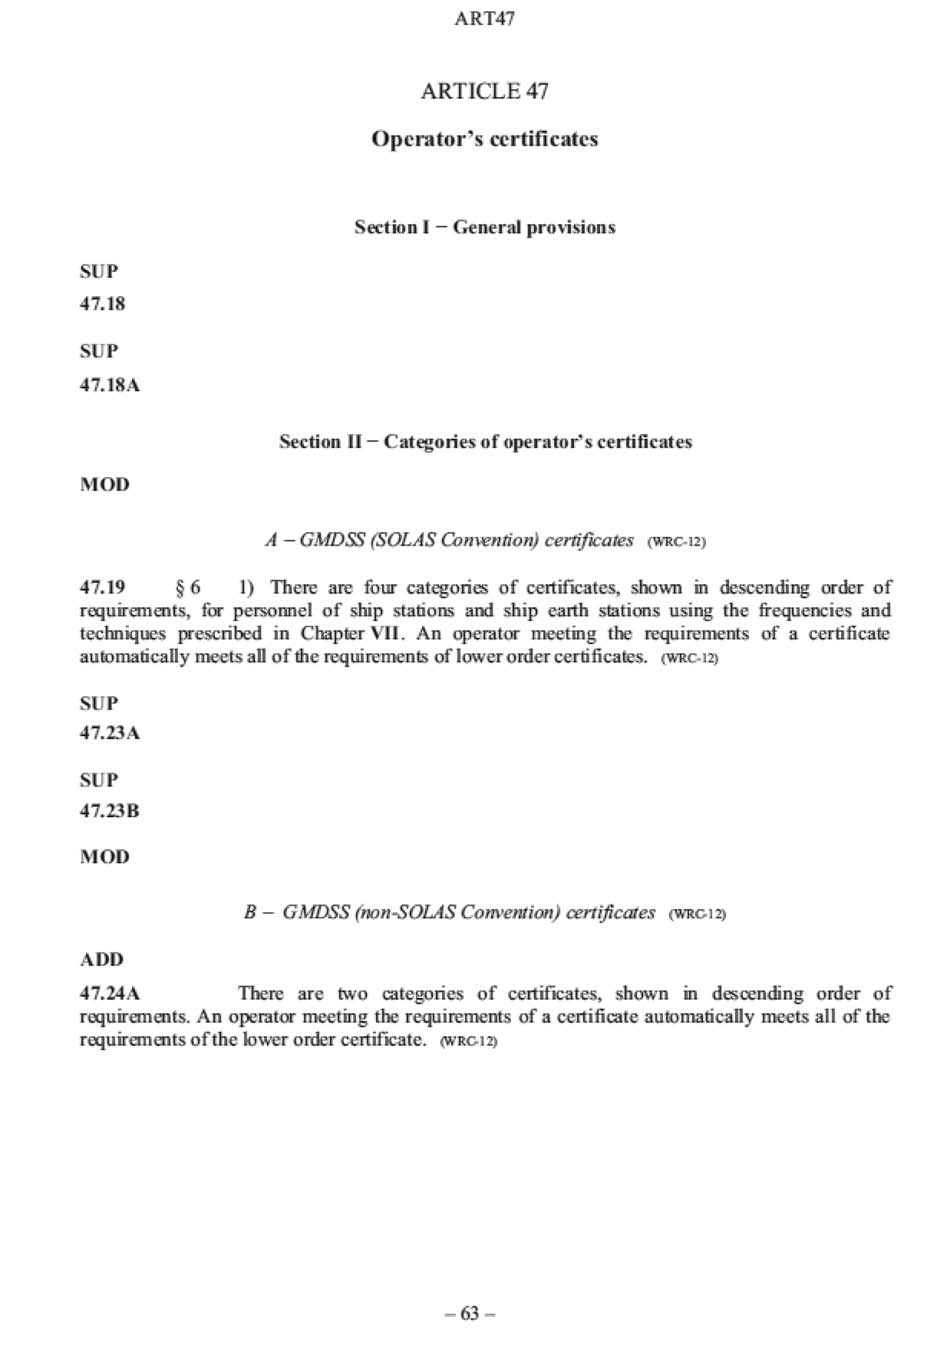 ART47
ARTICLE 47
Operator’s certificates
Section I – General provisions
SUP
47.18
SUP
47.18A
Section II – Categories of operator’s certificates
MOD
A – GMDSS (SOLAS Convention) certificates (WRC-12)
47.19 § 6 1) There are four categories of certificates, shown in descending order of
requirements, for personnel of ship stations and ship earth stations using the frequencies and
techniques prescribed in Chapter VII. An operator meeting the requirements of a certificate
automatically meets all of the requirements of lower order certificates. (WRC-12)
SUP
47.23A
SUP
47.23B
MOD
B – GMDSS (non-SOLAS Convention) certificates (WRC-12)
ADD
47.24A There are two categories of certificates, shown in descending order of
requirements. An operator meeting the requirements of a certificate automatically meets all of the
requirements of the lower order certificate. (WRC-12)
– 63 –